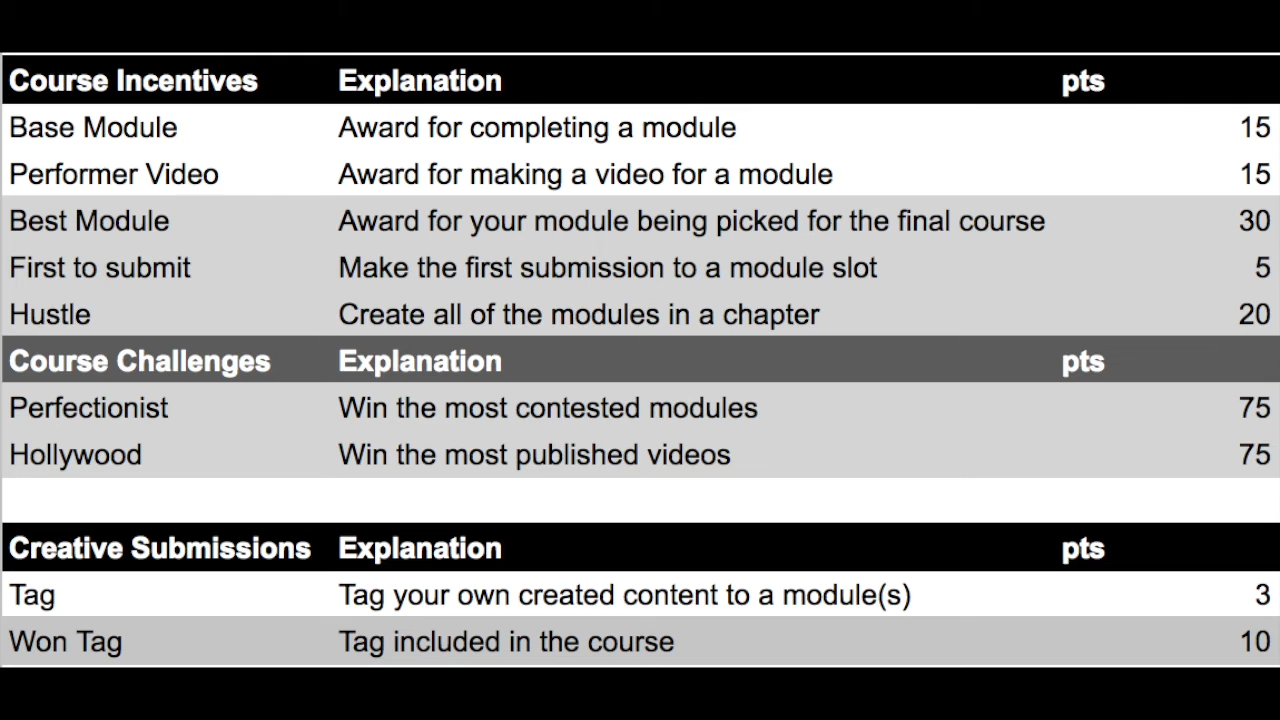 Course Incentives Explanation pts
Base Module Award for completing a module 15
Performer Video Award for making a video for a module 15
Best Module Award for your module being picked for the final course 30
First to submit Make the first submission to a module slot 5
Hustle Create all of the modules in a chapter 20
Course Challenges Explanation pts
Perfectionist Win the most contested modules 75
Hollywood Win the most published videos 75
Creative Submissions Explanation pts
Tag Tag your own created content to a module(s) 3
Won Tag Tag included in the course 10